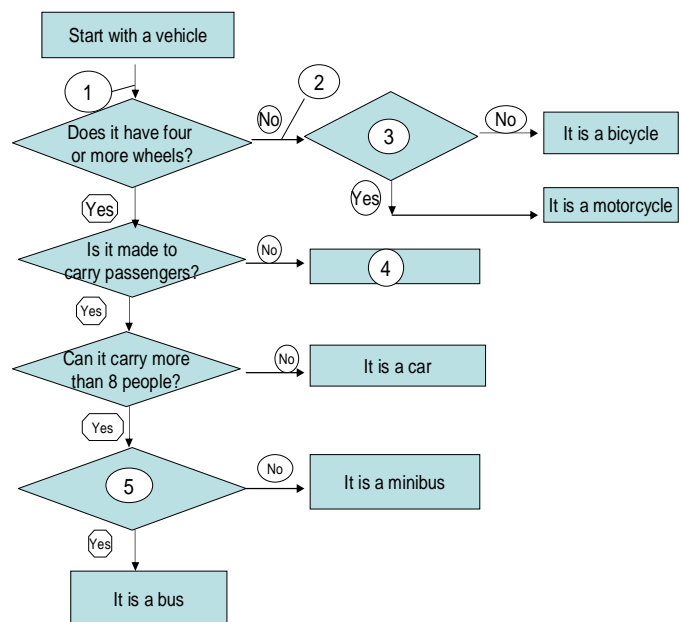 Start with a vehicle
1
2
Does it have four
or more wheels?
No
3
No
It is a bicycle
Yes
It is a motorcycle
Yes
Is it made to
carry passengers?
No
4
Yes
Can it carry more
than 8 people?
No
It is a car
Yes
5
No
It is a minibus
Yes
It is a bus